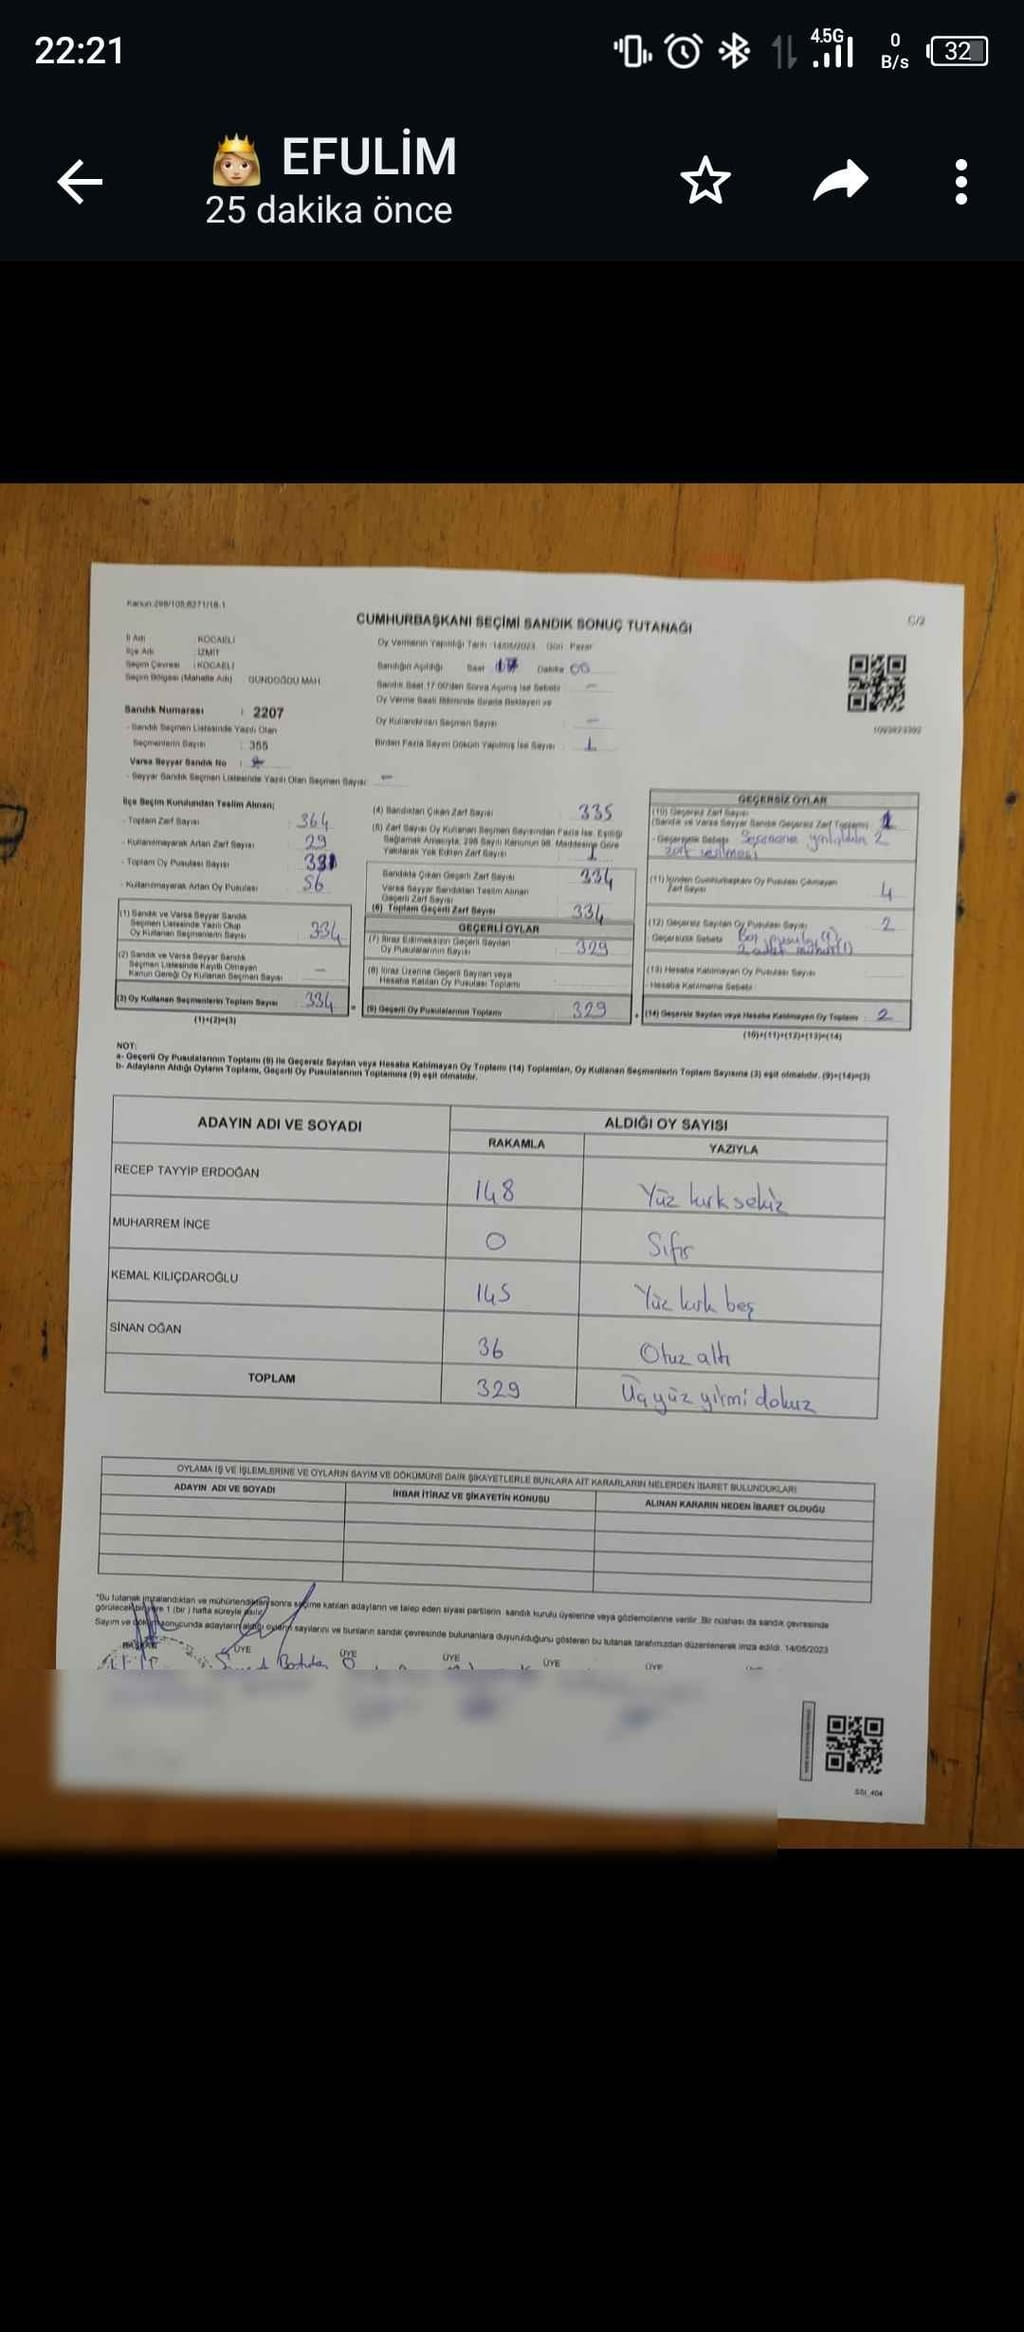 22:21
4.5G
0
B/s
32
EFULİM
25 dakika önce
Kanun:298/105,6271/18-1
C/2
CUMHURBAŞKANI SEÇİMİ SANDIK SONUÇ TUTANAĞI
İl Adı : KOCAELİ
İlçe Adı : İZMİT
Seçim Çevresi : KOCAELİ
Seçim Bölgesi (Mahalle Adı) GÜNDOĞDU MAH.
Sandık Numarası : 2207
- Sandık Seçmen Listesinde Yazılı Olan
Seçmenlerin Sayısı : 355
Varsa Seyyar Sandık No :
- Seyyar Sandık Seçmen Listesinde Yazılı Olan Seçmen Sayısı: -
Oy Vermenin Yapıldığı Tarih :14/05/2023 Gün: Pazar
Sandığın Açıldığı Saat 17 Dakika 00
Sandık Saat 17.00'den Sonra Açılmış İse Sebebi -
Oy Verme Saati Bitiminde Sırada Bekleyen ve
Oy Kullandırılan Seçmen Sayısı -
Birden Fazla Sayım Döküm Yapılmış İse Sayısı 1
İlçe Seçim Kurulundan Teslim Alınan;
- Toplam Zarf Sayısı 364
- Kullanılmayarak Artan Zarf Sayısı 29
- Toplam Oy Pusulası Sayısı
- Kullanılmayarak Artan Oy Pusulası 56
(1) Sandık ve Varsa Seyyar Sandık
Seçmen Listesinde Yazılı Olup
Oy Kullanan Seçmenlerin Sayısı 334
(2) Sandık ve Varsa Seyyar Sandık
Seçmen Listesinde Kayıtlı Olmayan
Kanun Gereği Oy Kullanan Seçmen Sayısı -
(3) Oy Kullanan Seçmenlerin Toplam Sayısı 334
(1)+(2)=(3)
(4) Sandıktan Çıkan Zarf Sayısı 335
(5) Zarf Sayısı Oy Kullanan Seçmen Sayısından Fazla İse, Eşitliği
Sağlamak Amacıyla, 298 Sayılı Kanunun 98. Maddesine Göre
Yakılarak Yok Edilen Zarf Sayısı 1
Sandıkta Çıkan Geçerli Zarf Sayısı 334
Varsa Seyyar Sandıktan Teslim Alınan
Geçerli Zarf Sayısı
(6) Toplam Geçerli Zarf Sayısı 334
GEÇERLİ OYLAR
(7) İtiraz Edilmeksizin Geçerli Sayılan
Oy Pusulalarının Sayısı 329
(8) İtiraz Üzerine Geçerli Sayılan veya
Hesaba Katılan Oy Pusulası Toplamı
(9) Geçerli Oy Pusulalarının Toplamı 329
GEÇERSİZ OYLAR
(10) Geçersiz Zarf Sayısı
(Sandık ve Varsa Seyyar Sandık Geçersiz Zarf Toplamı)
- Geçersizlik Sebebi Seçmene yanlışlıkla 2
zarf verilmesi
(11) İçinden Cumhurbaşkanı Oy Pusulası Çıkmayan
Zarf Sayısı 4
(12) Geçersiz Sayılan Oy Pusulası Sayısı 2
- Geçersizlik Sebebi Boş pusula (1)
2 adet mühür (1)
(13) Hesaba Katılmayan Oy Pusulası Sayısı
- Hesaba Katılmama Sebebi
(14) Geçersiz Sayılan veya Hesaba Katılmayan Oy Toplamı 2
(10)+(11)+(12)+(13)=(14)
NOT:
a- Geçerli Oy Pusulalarının Toplamı (9) ile Geçersiz Sayılan veya Hesaba Katılmayan Oy Toplamı (14) Toplamları, Oy Kullanan Seçmenlerin Toplam Sayısına (3) eşit olmalıdır. (9)+(14)=(3)
b- Adayların Aldığı Oyların Toplamı, Geçerli Oy Pusulalarının Toplamına (9) eşit olmalıdır.
ADAYIN ADI VE SOYADI
ALDIĞI OY SAYISI
RAKAMLA YAZIYLA
RECEP TAYYİP ERDOĞAN 148 Yüz kırk sekiz
MUHARREM İNCE 0 Sıfır
KEMAL KILIÇDAROĞLU 145 Yüz kırk beş
SİNAN OĞAN 36 Otuz altı
TOPLAM 329 Üçyüz yirmi dokuz
OYLAMA İŞ VE İŞLEMLERİNE VE OYLARIN SAYIM VE DÖKÜMÜNE DAİR ŞİKAYETLERLE BUNLARA AİT KARARLARIN NELERDEN İBARET BULUNDUKLARI
ADAYIN ADI VE SOYADI İHBAR İTİRAZ VE ŞİKAYETİN KONUSU ALINAN KARARIN NEDEN İBARET OLDUĞU
"Bu tutanak imzalandıktan ve mühürlendikten sonra seçime katılan adayların ve talep eden siyasi partilerin sandık kurulu üyelerine veya gözlemcilerine verilir. Bir nüshası da sandık çevresinde
görülecek bir yere 1 (bir) hafta süreyle asılır.
Sayım ve döküm sonucunda adayların aldığı oyların sayılarını ve bunların sandık çevresinde bulunanlara duyurulduğunu gösteren bu tutanak tarafımızdan düzenlenerek imza edildi. 14/05/2023
BAŞKAN ÜYE ÜYE ÜYE ÜYE ÜYE
SSI_404